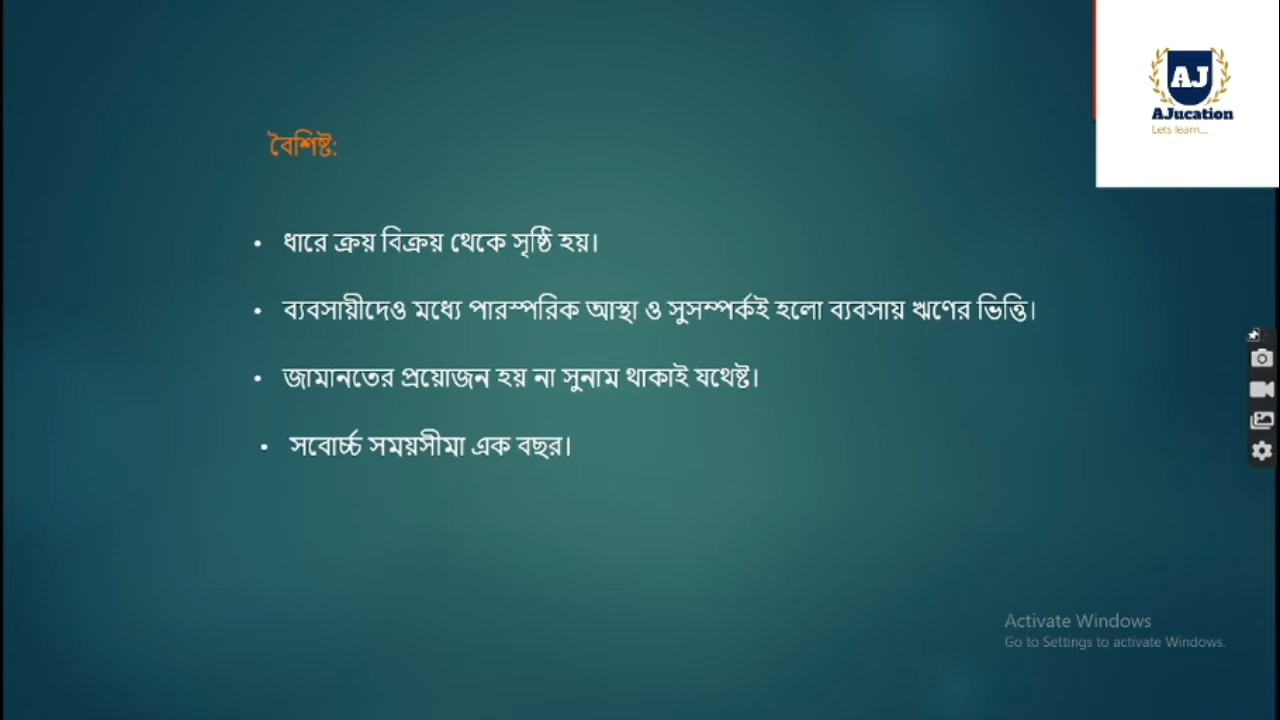 AJ
AJucation
Lets learn...
বৈশিষ্ট:
• ধারে ক্রয় বিক্রয় থেকে সৃষ্ঠি হয়।
• ব্যবসায়ীদেও মধ্যে পারস্পরিক আস্থা ও সুসম্পর্কই হলো ব্যবসায় ঋণের ভিত্তি।
• জামানতের প্রয়োজন হয় না সুনাম থাকাই যথেষ্ট।
• সবোর্চ্চ সময়সীমা এক বছর।
Activate Windows
Go to Settings to activate Windows.